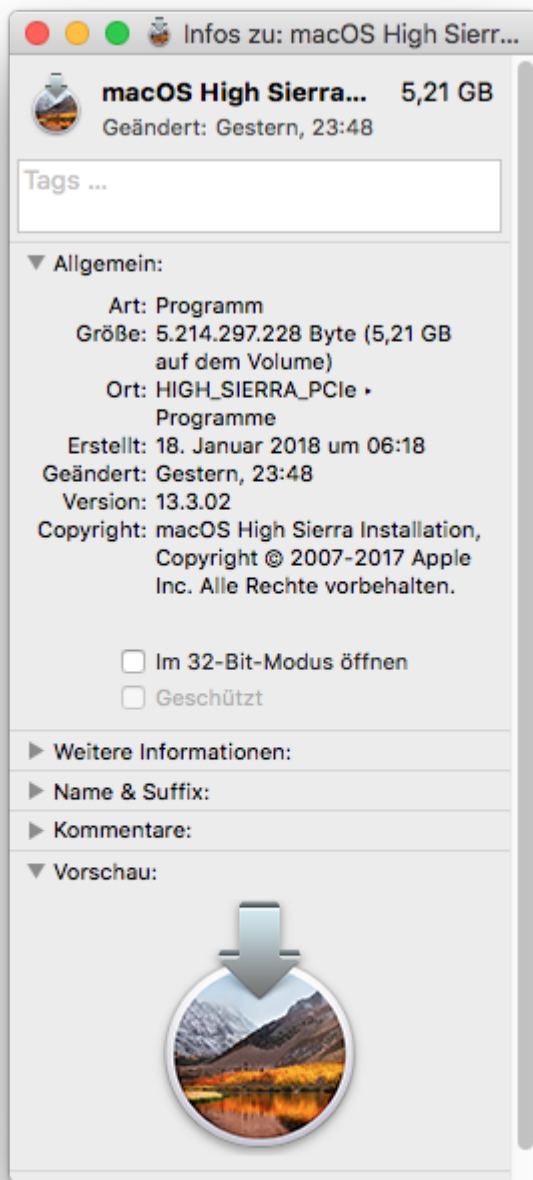 Infos zu: macOS High Sierr...
macOS High Sierra... 5,21 GB
Geändert: Gestern, 23:48
Tags ...
Allgemein:
Art: Programm
Größe: 5.214.297.228 Byte (5,21 GB
auf dem Volume)
Ort: HIGH_SIERRA_PCIe ▸
Programme
Erstellt: 18. Januar 2018 um 06:18
Geändert: Gestern, 23:48
Version: 13.3.02
Copyright: macOS High Sierra Installation,
Copyright © 2007-2017 Apple
Inc. Alle Rechte vorbehalten.
Im 32-Bit-Modus öffnen
Geschützt
Weitere Informationen:
Name & Suffix:
Kommentare:
Vorschau: